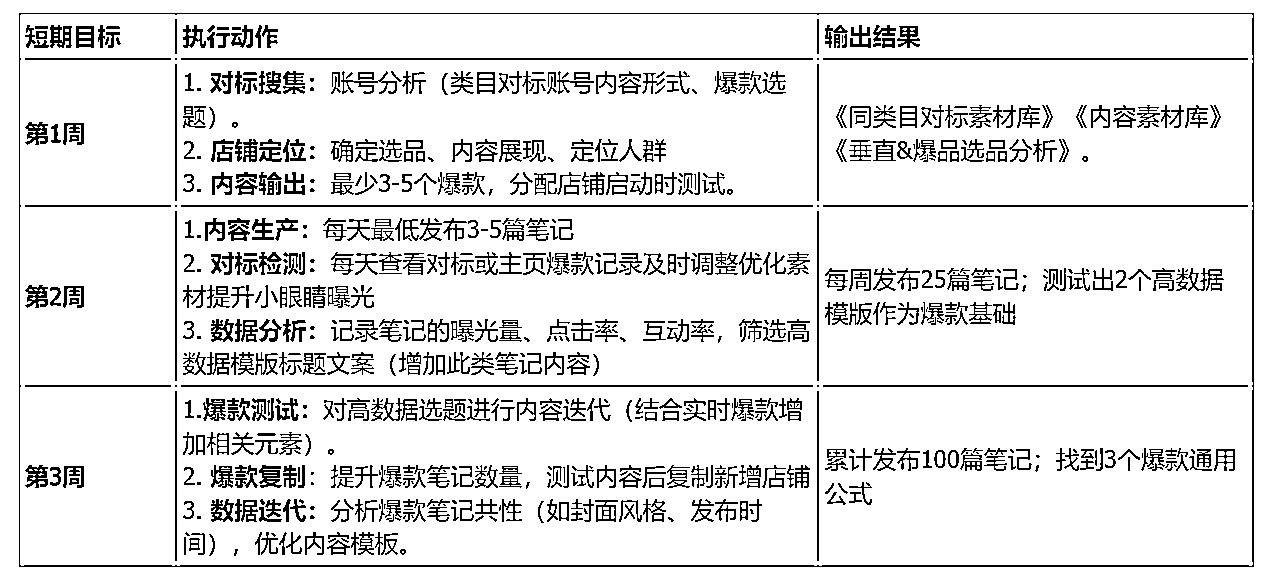 短期目标
执行动作
输出结果
第1周
1. 对标搜集：账号分析（类目对标账号内容形式、爆款选
题）。
2. 店铺定位：确定选品、内容展现、定位人群
3. 内容输出：最少3-5个爆款，分配店铺启动时测试。
《同类目对标素材库》《内容素材库》
《垂直&爆品选品分析》。
第2周
1.内容生产：每天最低发布3-5篇笔记
2. 对标检测：每天查看对标或主页爆款记录及时调整优化素
材提升小眼睛曝光
3. 数据分析：记录笔记的曝光量、点击率、互动率，筛选高
数据模版标题文案（增加此类笔记内容）
每周发布25篇笔记；测试出2个高数据
模版作为爆款基础
第3周
1.爆款测试：对高数据选题进行内容迭代（结合实时爆款增
加相关元素）。
2. 爆款复制：提升爆款笔记数量，测试内容后复制新增店铺
3. 数据迭代：分析爆款笔记共性（如封面风格、发布时
间），优化内容模板。
累计发布100篇笔记；找到3个爆款通用
公式